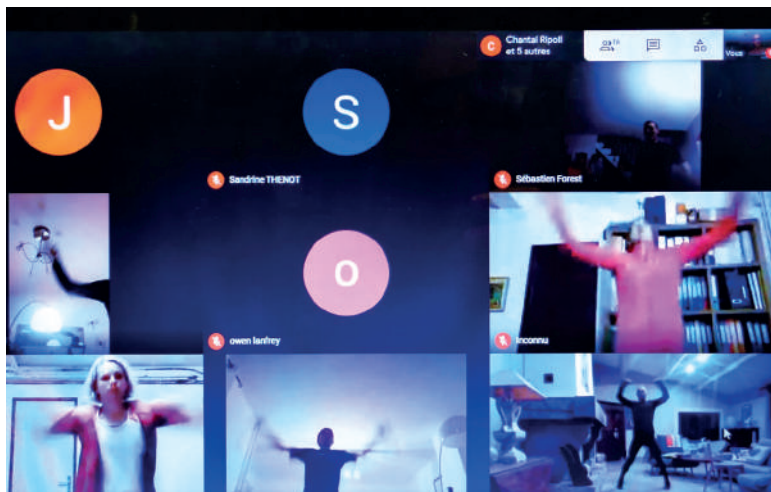 C
Chantal Ripoll
et 5 autres
Vous
J
S
Sandrine THENOT
Sébastien Forest
o
owen lanfrey
Inconnu